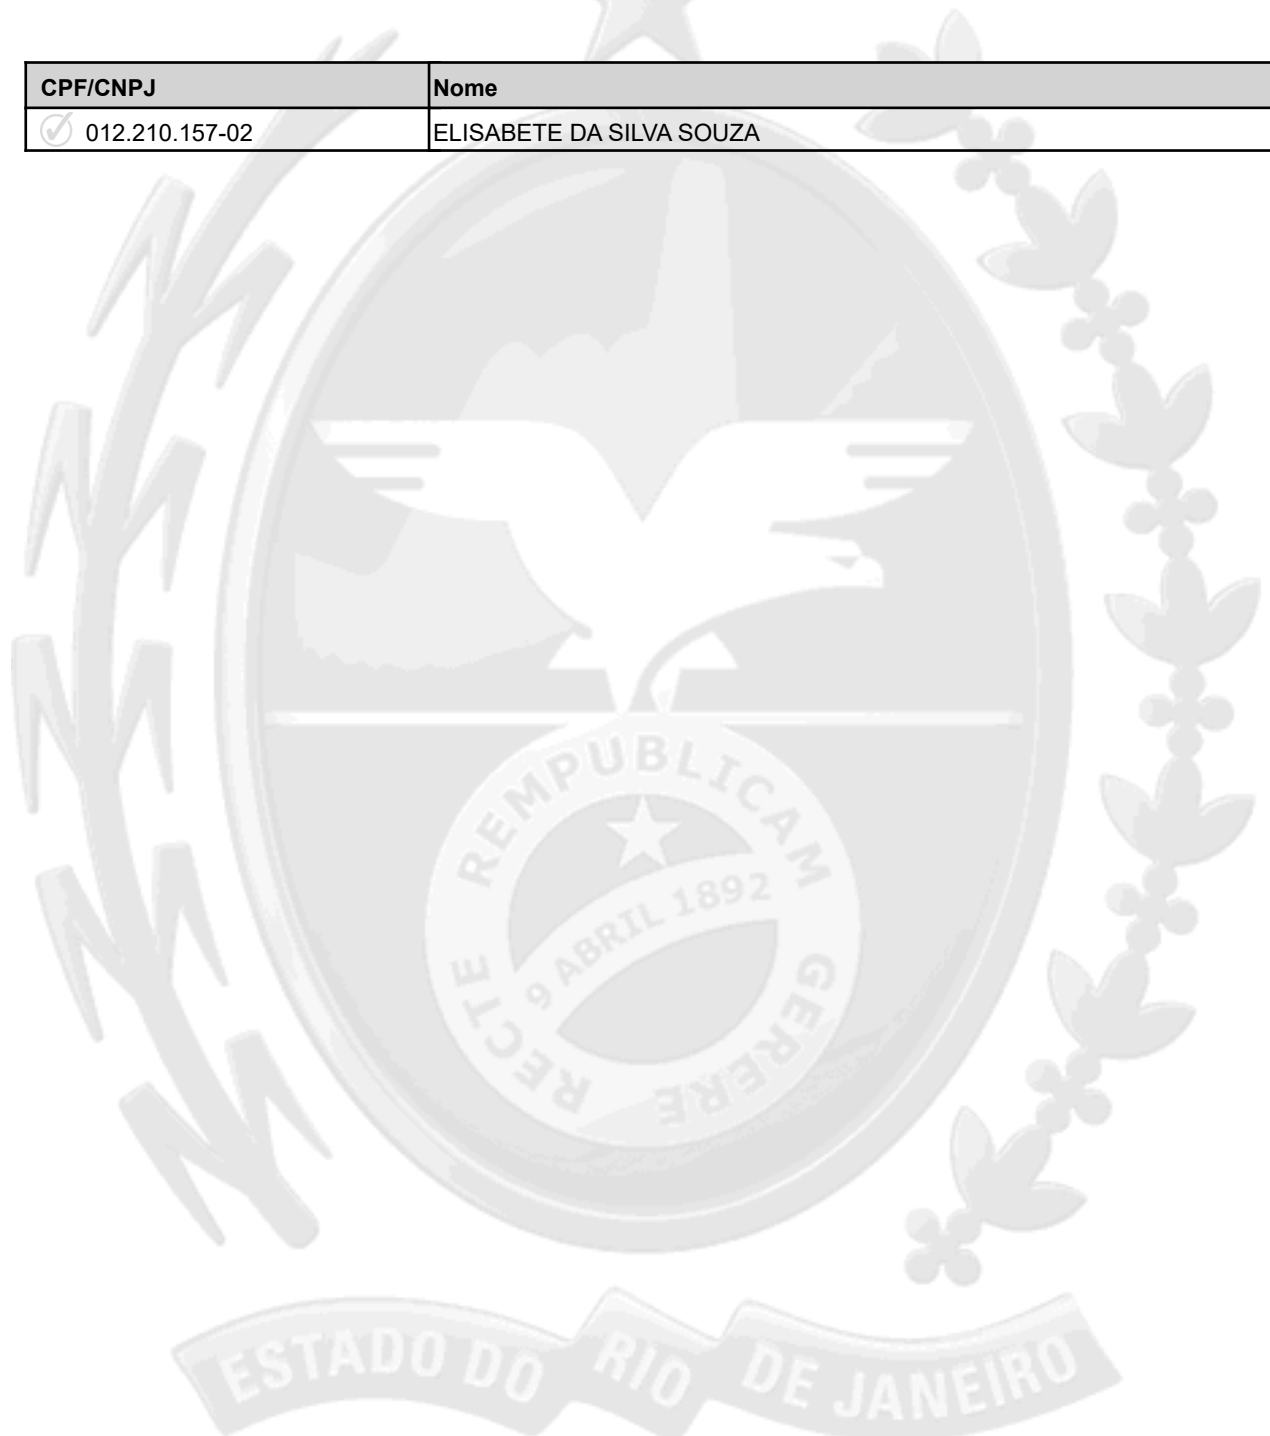 CPF/CNPJ Nome
012.210.157-02 ELISABETE DA SILVA SOUZA
REMPUBLICAM
9 ABRIL 1892
RECTE GERERE
ESTADO DO RIO DE JANEIRO